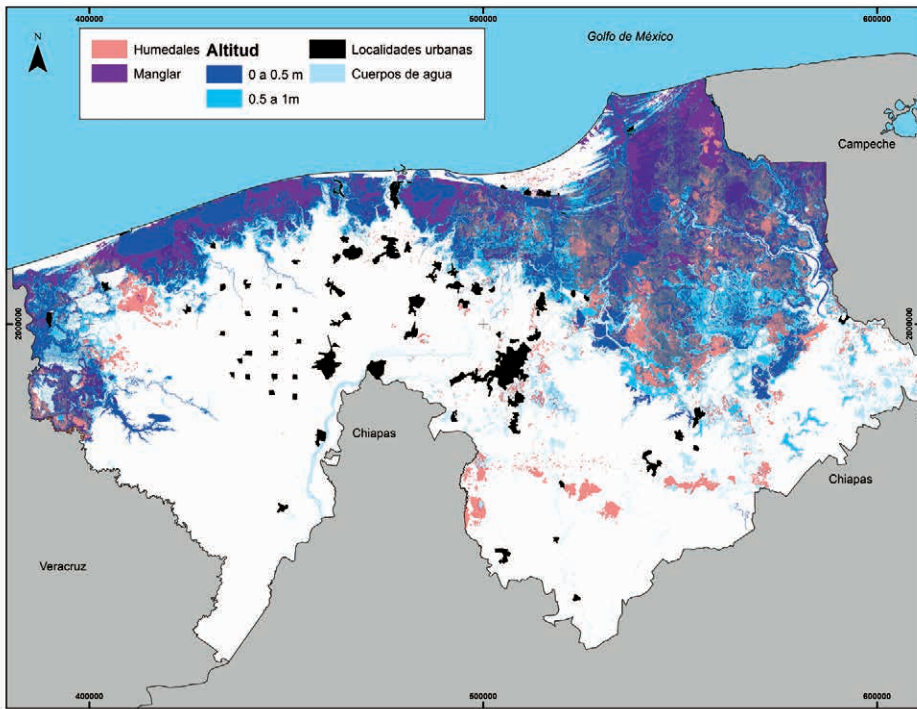 400000
500000
600000
N
Humedales
Manglar
Altitud
0 a 0.5 m
0.5 a 1m
Localidades urbanas
Cuerpos de agua
Golfo de México
Campeche
2000000
2000000
Chiapas
Chiapas
Veracruz
400000
500000
600000